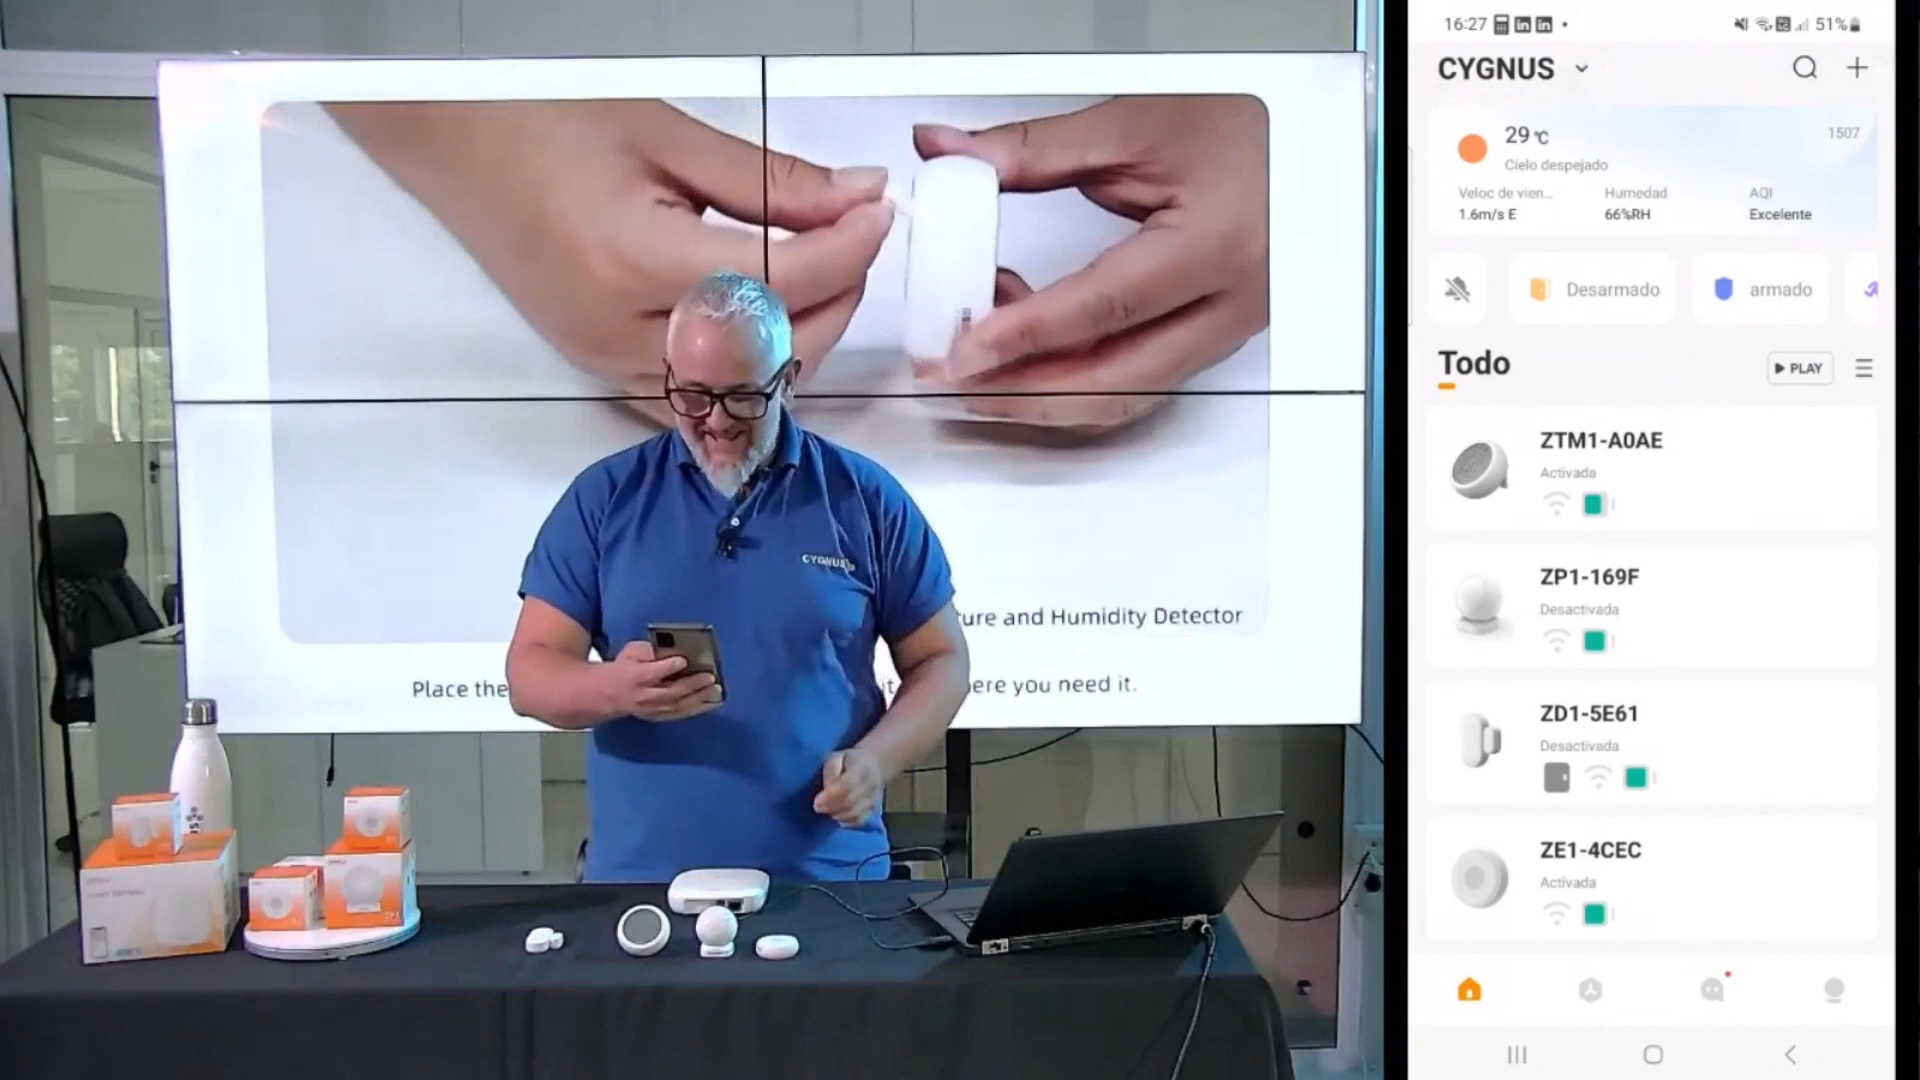 ure and Humidity Detector
Place the
ere you need it.
CYGNUS
16:27
51%
CYGNUS
29 ℃
1507
Cielo despejado
Veloc de vien...
Humedad
AQI
1.6m/s E
66%RH
Excelente
Desarmado
armado
Todo
PLAY
ZTM1-A0AE
Activada
ZP1-169F
Desactivada
ZD1-5E61
Desactivada
ZE1-4CEC
Activada